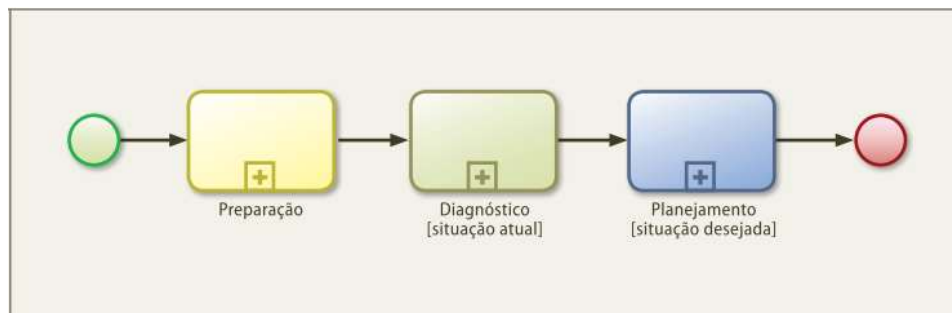 Preparação
Diagnóstico
[situação atual]
Planejamento
[situação desejada]